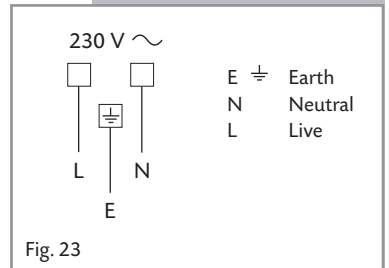 230 V ~
E ⏚ Earth
N Neutral
L Live
L N
E
Fig. 23